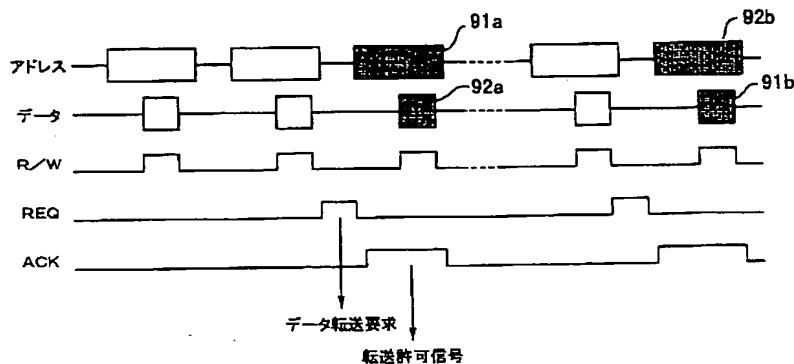 91a
92b
アドレス
92a
91b
データ
R/W
REQ
ACK
データ転送要求
転送許可信号